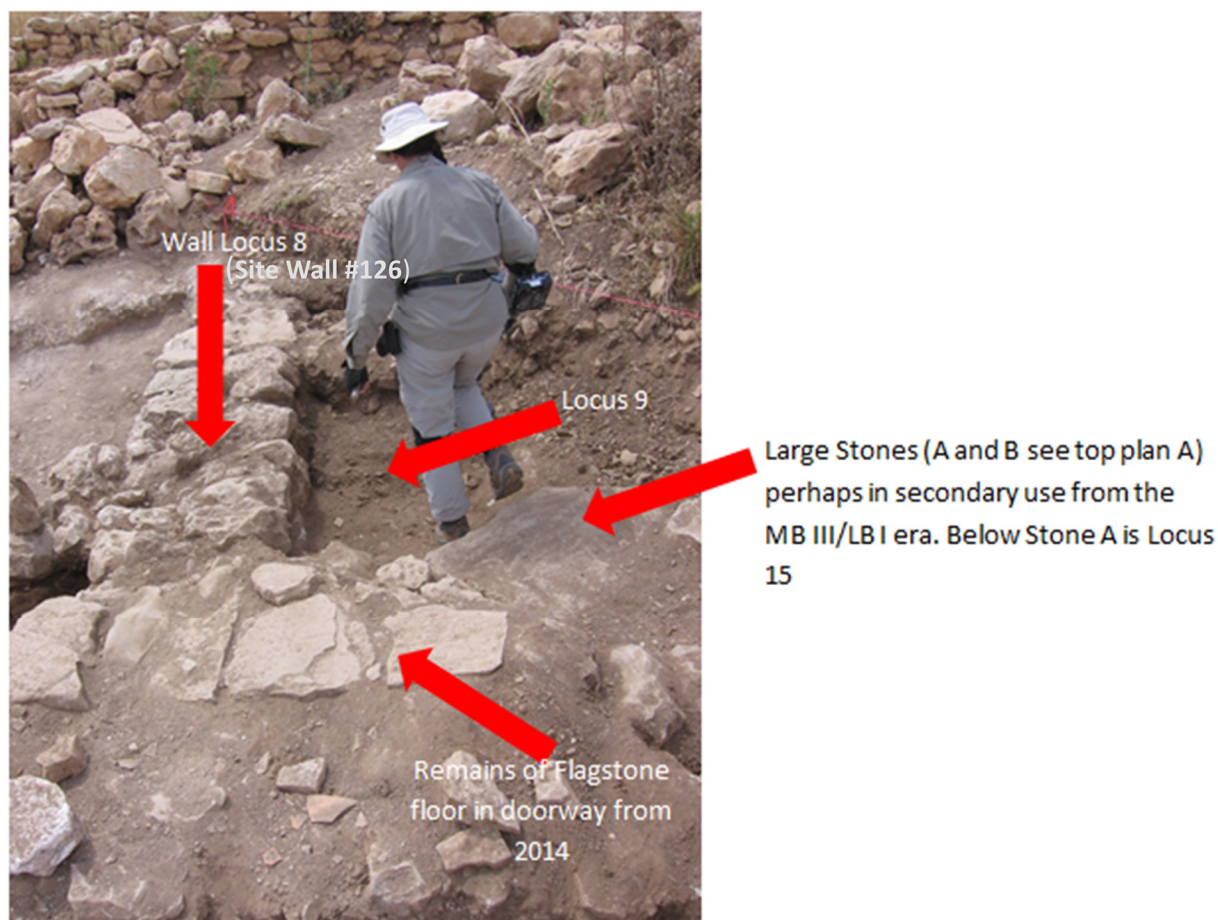 Wall Locus 8
(Site Wall #126)
Locus 9
Large Stones (A and B see top plan A)
perhaps in secondary use from the
MB III/LB I era. Below Stone A is Locus
15
Remains of Flagstone
floor in doorway from
2014